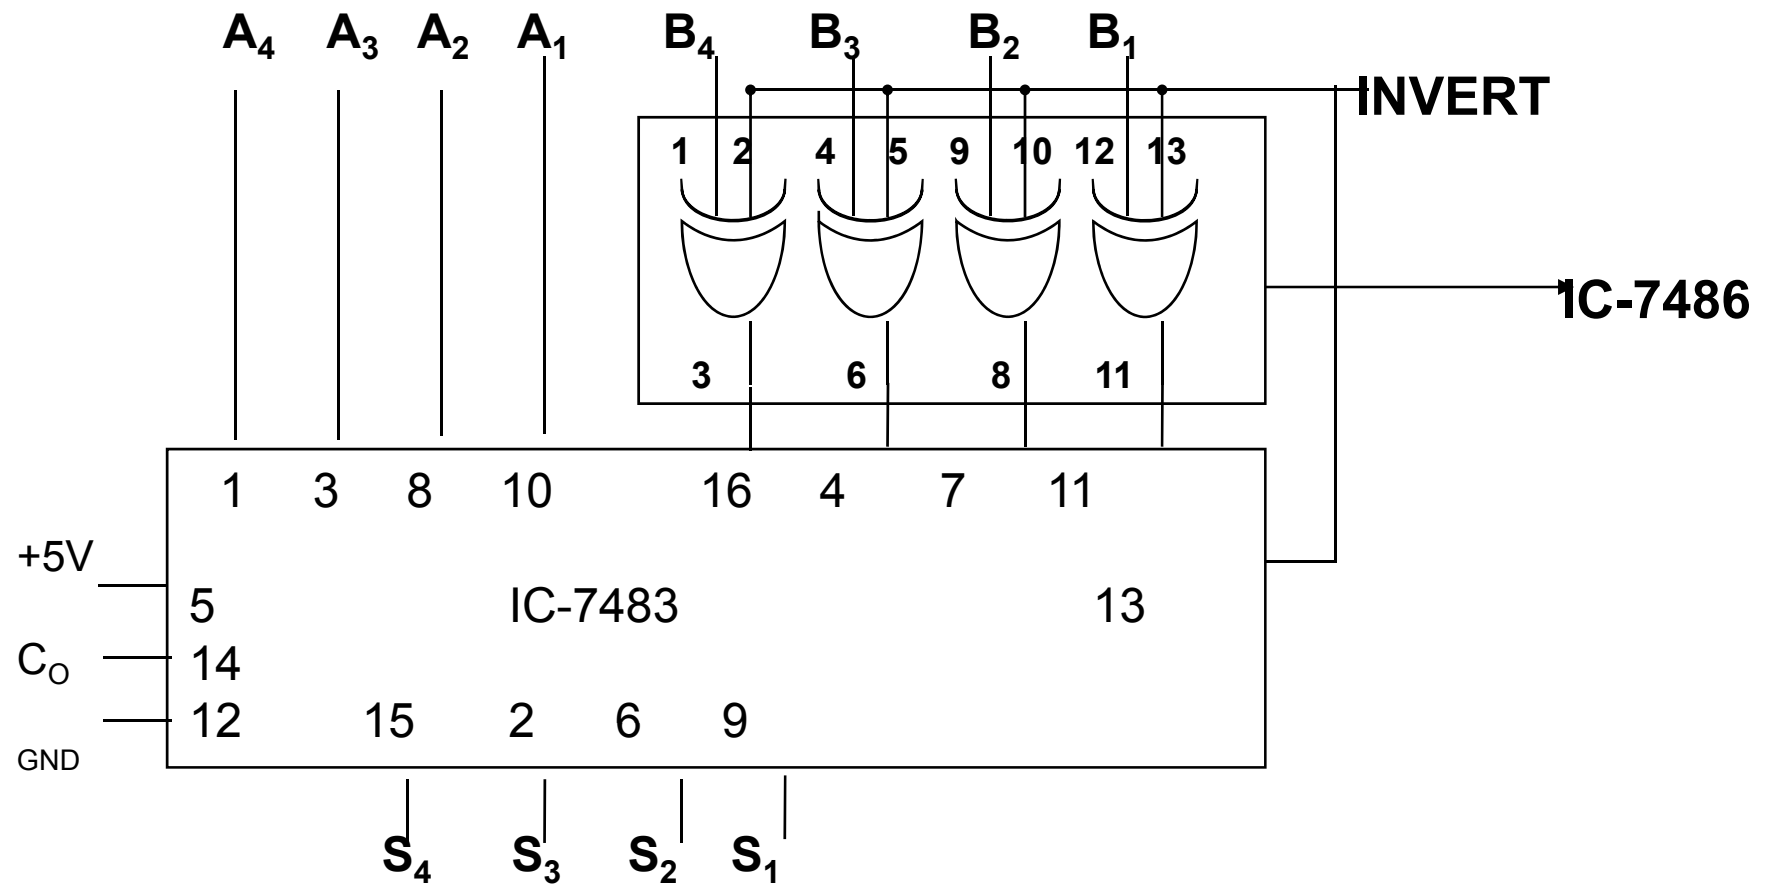 A4 A3 A2 A1 B4 B3 B2 B1
INVERT
1 2 4 5 9 10 12 13
IC-7486
3 6 8 11
1 3 8 10 16 4 7 11
+5V
5 IC-7483 13
CO 14
12 15 2 6 9
GND
S4 S3 S2 S1